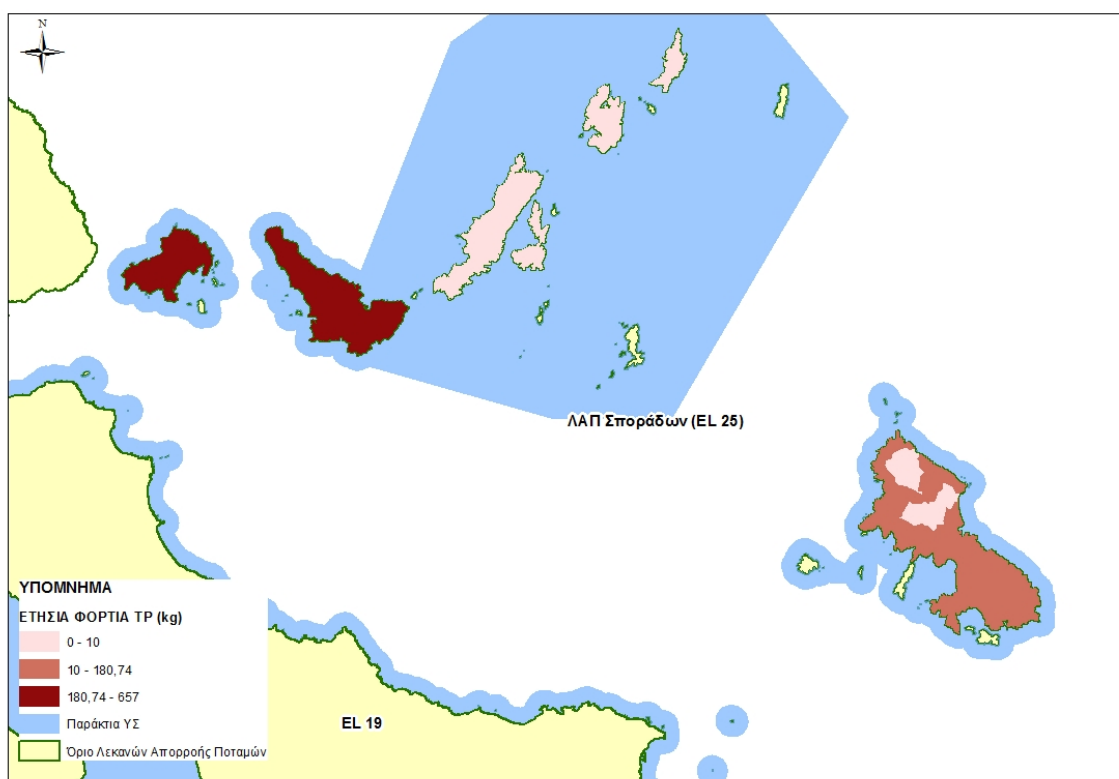 N
ΛΑΠ Σποράδων (EL 25)
ΥΠΟΜΝΗΜΑ
ΕΤΗΣΙΑ ΦΟΡΤΙΑ TP (kg)
0 - 10
10 - 180,74
180,74 - 657
Παράκτια ΥΣ
Όριο Λεκανών Απορροής Ποταμών
EL 19